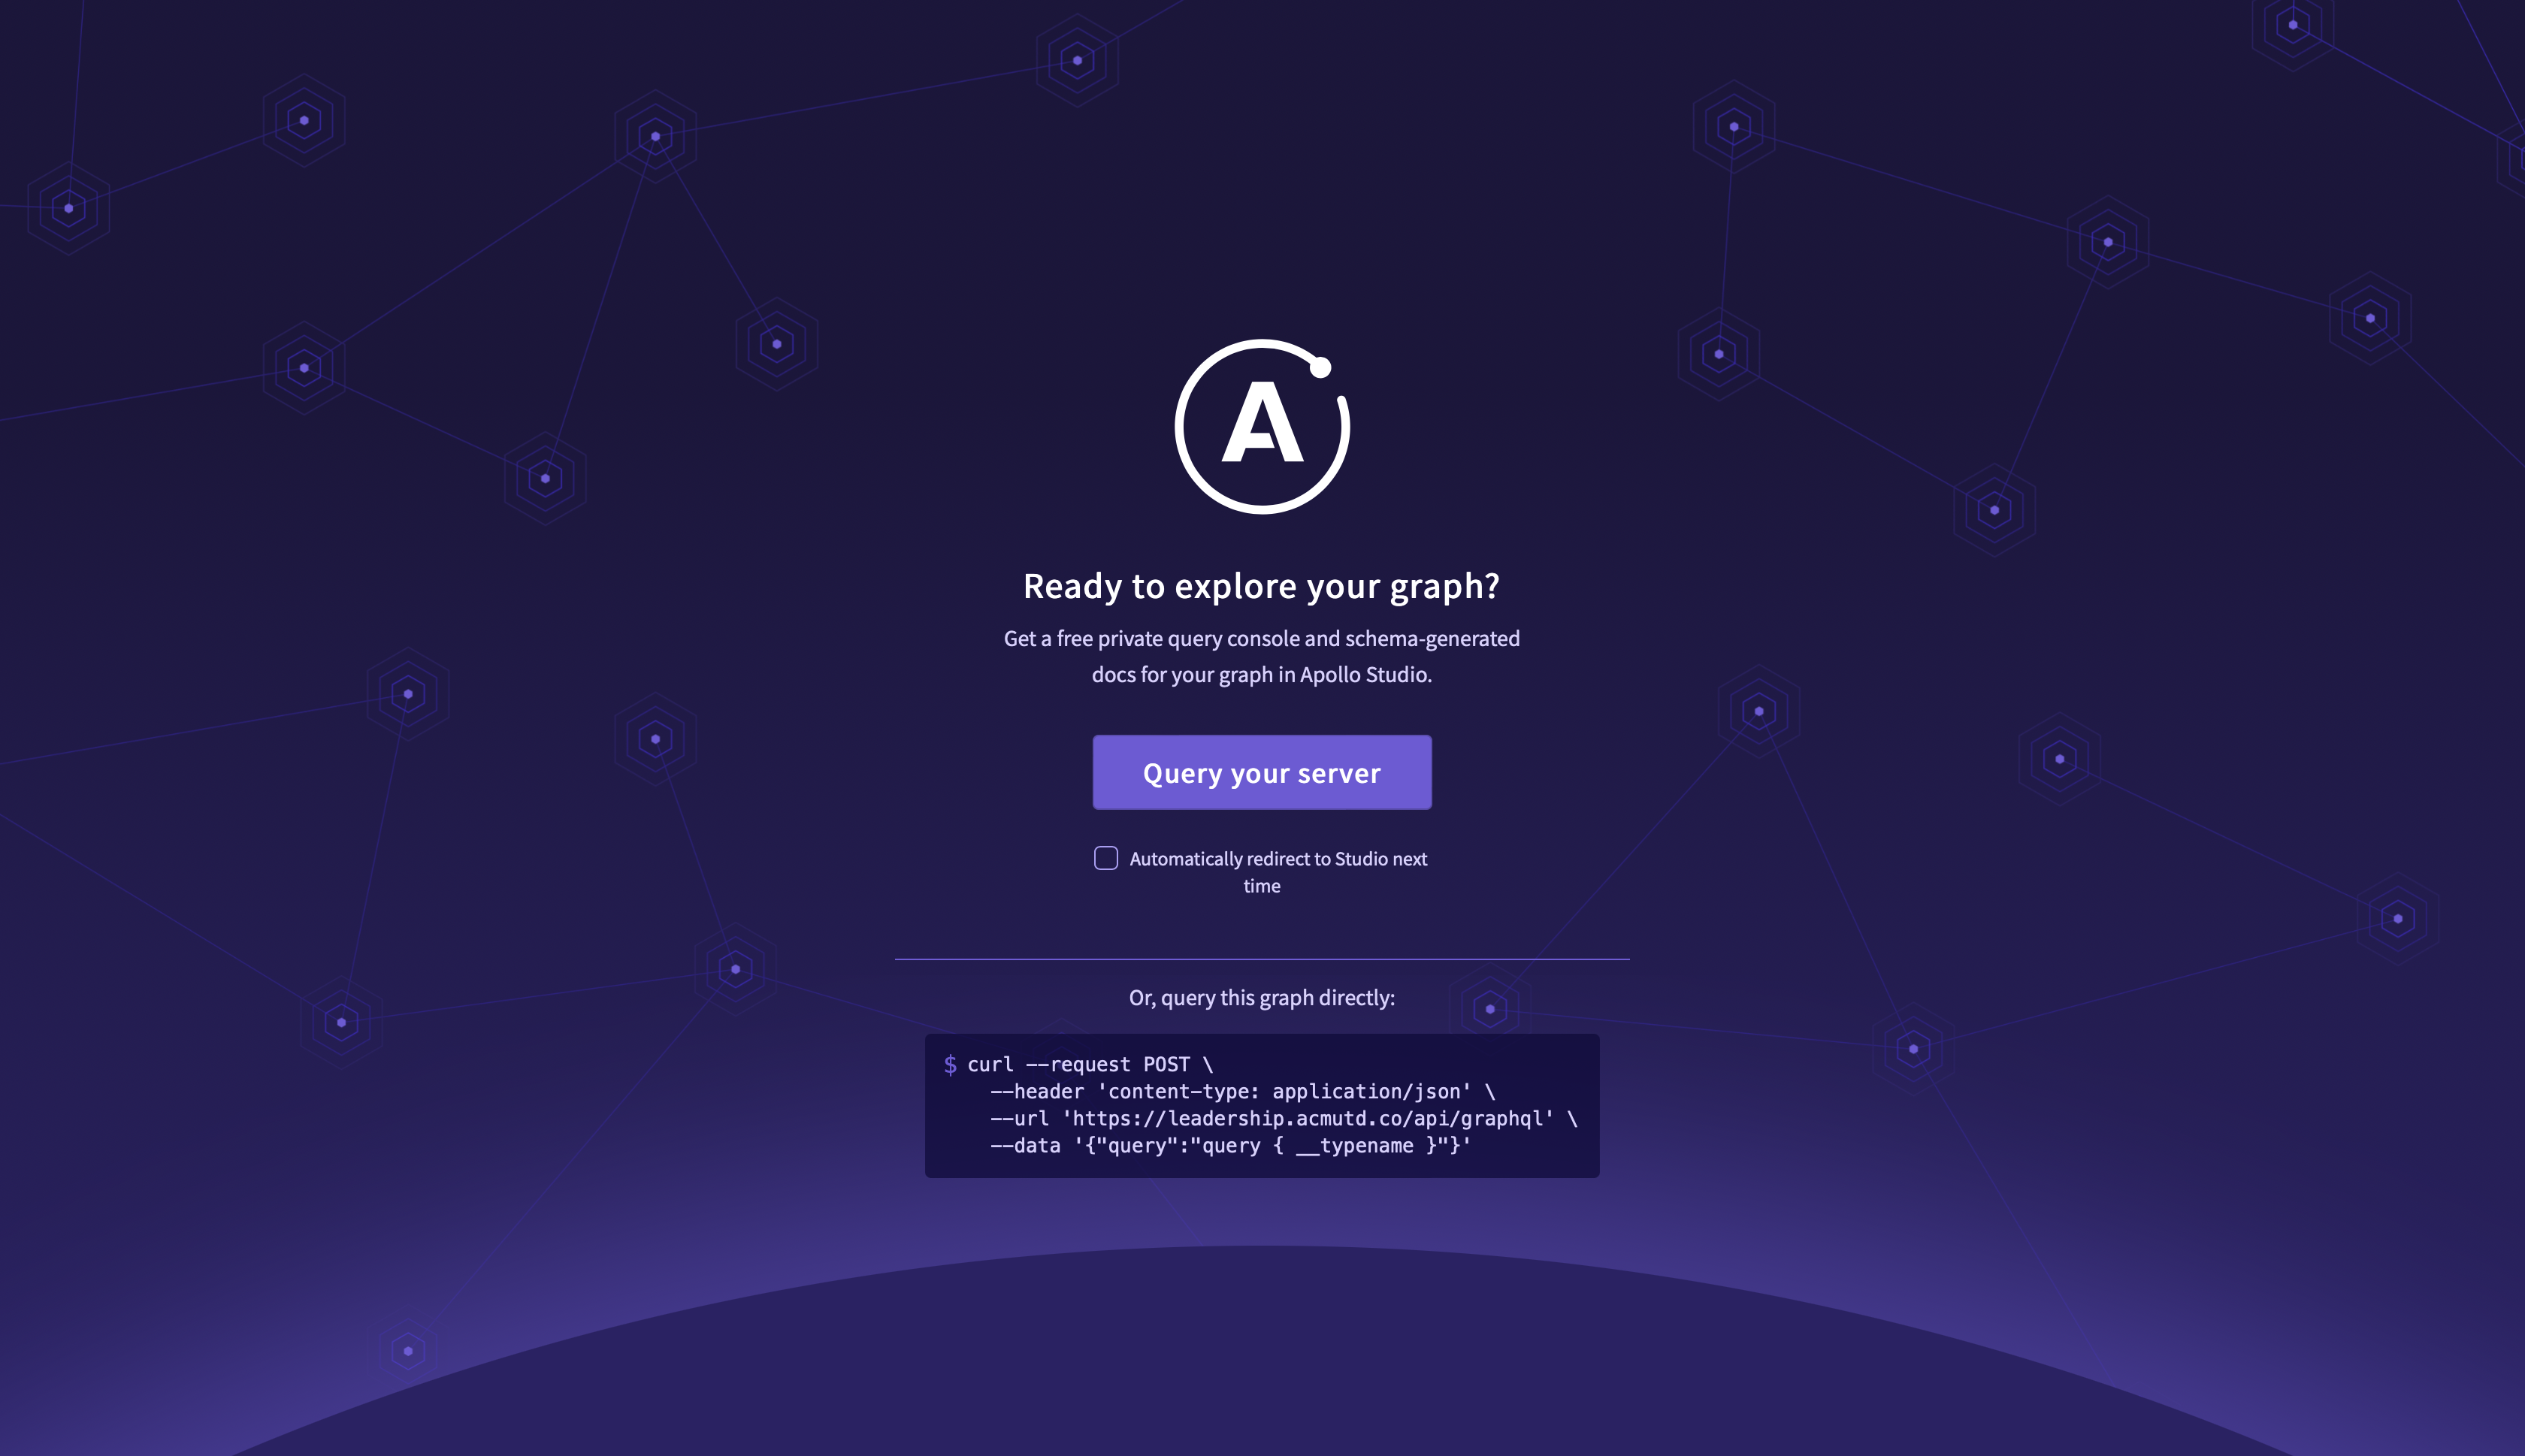 A
Ready to explore your graph?
Get a free private query console and schema-generated
docs for your graph in Apollo Studio.
Query your server
Automatically redirect to Studio next
time
Or, query this graph directly:
$ curl --request POST \
--header 'content-type: application/json' \
--url 'https://leadership.acmutd.co/api/graphql' \
--data '{"query":"query { __typename }"}'